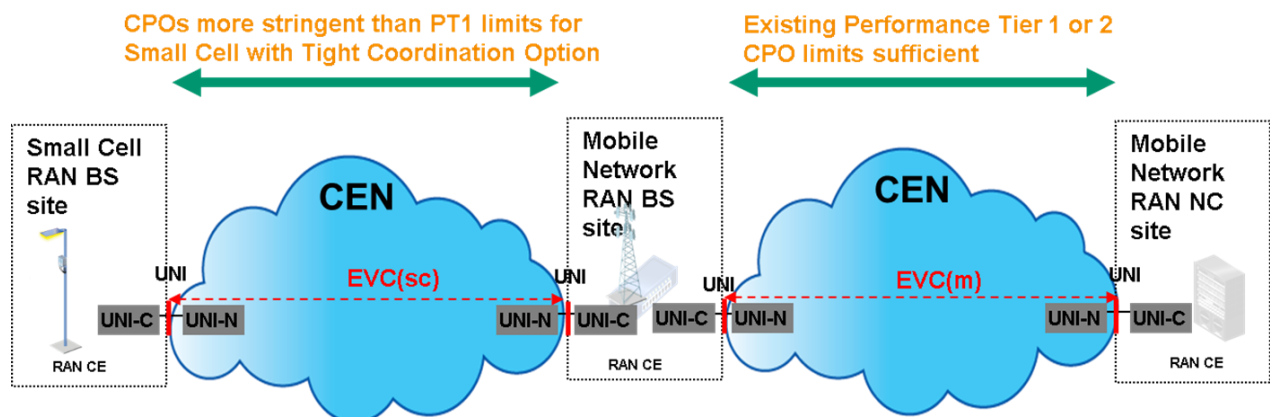 CPOs more stringent than PT1 limits for
Small Cell with Tight Coordination Option
Existing Performance Tier 1 or 2
CPO limits sufficient
Small Cell
RAN BS
site
CEN
Mobile
Network
RAN BS
site
CEN
Mobile
Network
RAN NC
site
UNI
EVC(sc)
UNI
UNI
EVC(m)
UNI
UNI-C
UNI-N
UNI-N
UNI-C
UNI-C
UNI-N
UNI-N
UNI-C
RAN CE
RAN CE
RAN CE